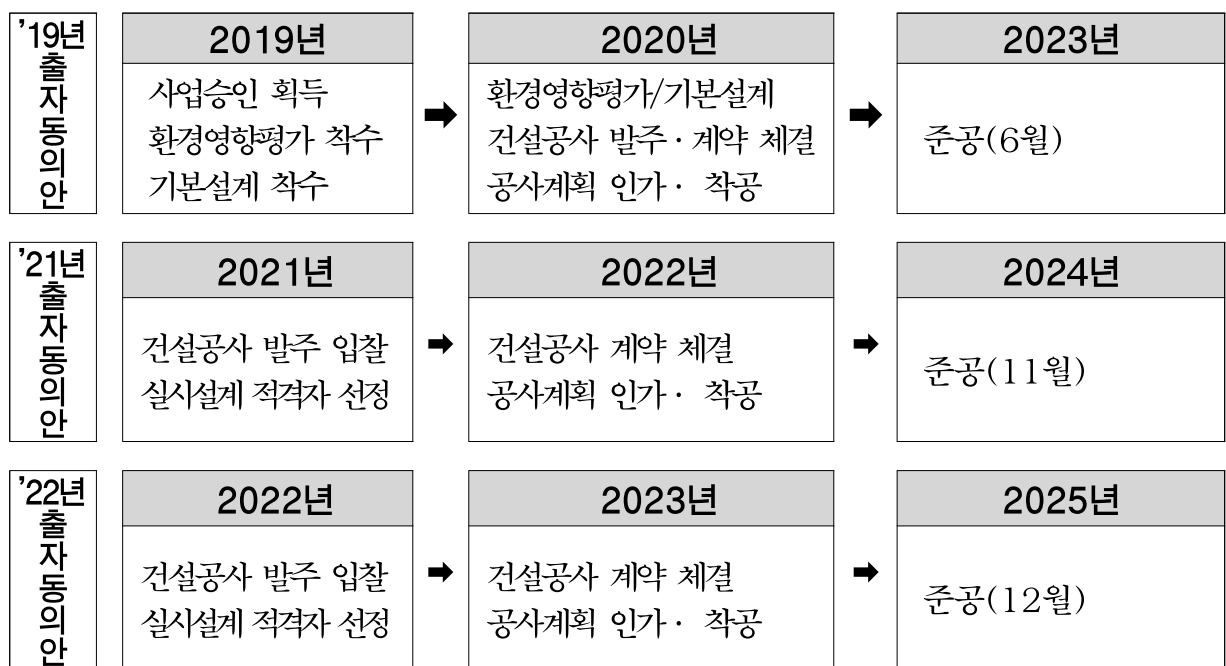 '19년 출자동의안
2019년
사업승인 획득
환경영향평가 착수
기본설계 착수
2020년
환경영향평가/기본설계
건설공사 발주·계약 체결
공사계획 인가· 착공
2023년
준공(6월)
'21년 출자동의안
2021년
건설공사 발주 입찰
실시설계 적격자 선정
2022년
건설공사 계약 체결
공사계획 인가· 착공
2024년
준공(11월)
'22년 출자동의안
2022년
건설공사 발주 입찰
실시설계 적격자 선정
2023년
건설공사 계약 체결
공사계획 인가· 착공
2025년
준공(12월)